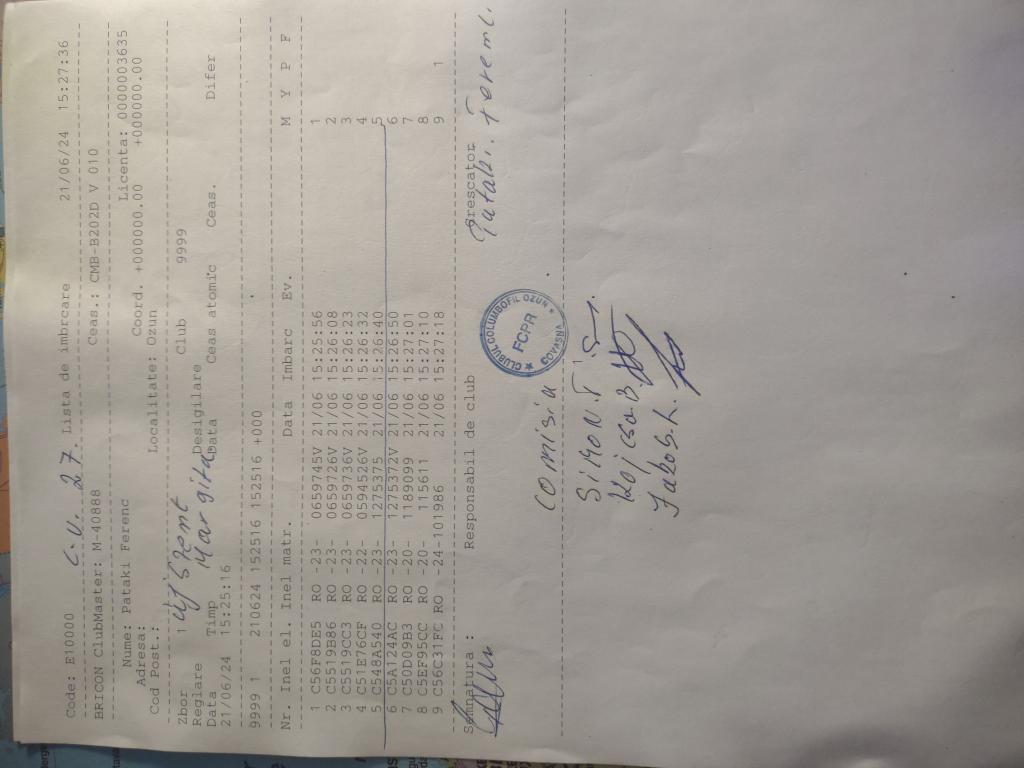 Code: E10000 C.U. 27. Lista de imbrcare 21/06/24 15:27:36
BRICON ClubMaster: M-40888 Ceas.: CMB-B202D V 010
Nume: Pataki Ferenc Licenta: 00000003635
Adresa: Coord. +000000.00 +000000.00
Cod Post.: Localitate: Ozun
Zbor 1 Club 9999
Reglare Margita Desigilare
Data Timp Data Ceas atomic Ceas. Difer
21/06/24 15:25:16
9999 1 210624 152516 152516 +000
Nr. Inel el. Inel matr. Data Imbarc Ev. M Y P F
1 C56F8DE5 RO -23- 0659745V 21/06 15:25:56 1
2 C5513B86 RO -23- 0659726V 21/06 15:26:08 2
3 C5519CC3 RO -23- 0659736V 21/06 15:26:23 3
4 C51E76CF RO -22- 0594526V 21/06 15:26:32 4
5 C548A540 RO -23- 1275375 21/06 15:26:40 5
6 C5A124AC RO -23- 1275372V 21/06 15:26:50 6
7 C50D09B3 RO -20- 1189099 21/06 15:27:01 7
8 C5EF95CC RO -20- 115611 21/06 15:27:10 8
9 C56C31FC RO -24-101986 21/06 15:27:18 9 1
Semnatura : Responsabil de club Crescator
Pataki. Ferenc.
CLUBUL COLUMBOFIL OZUN ★ COVASNA ★
FCPR
Comisia.
Simon T